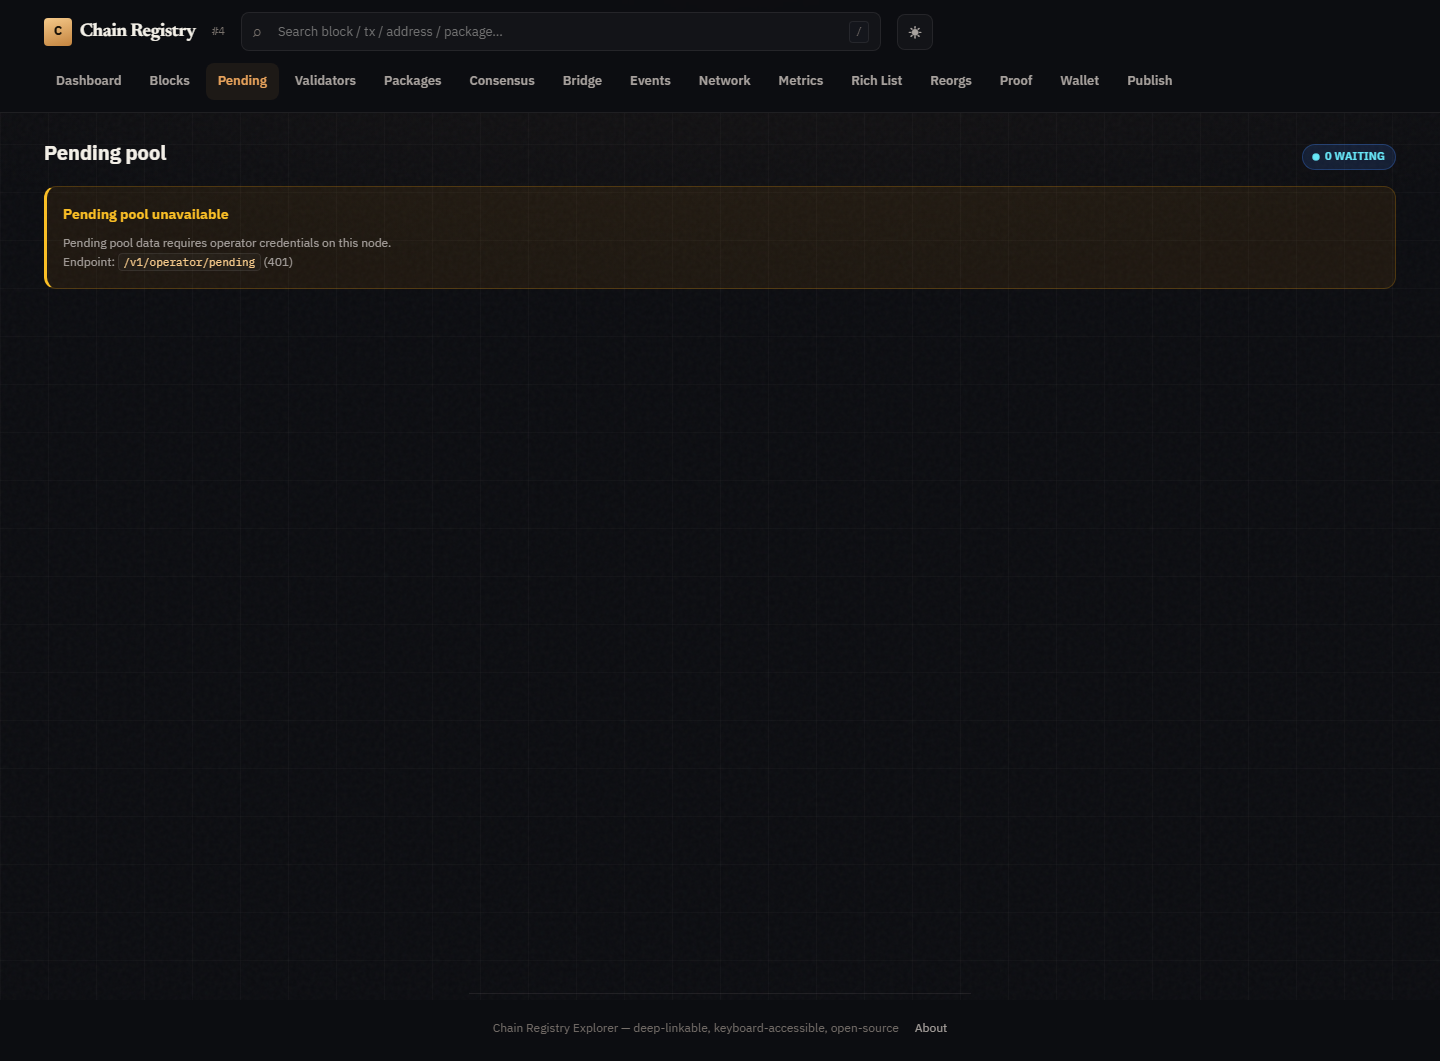 C Chain Registry #4 Search block / tx / address / package... /
Dashboard Blocks Pending Validators Packages Consensus Bridge Events Network Metrics Rich List Reorgs Proof Wallet Publish
Pending pool
0 WAITING
Pending pool unavailable
Pending pool data requires operator credentials on this node.
Endpoint: /v1/operator/pending (401)
Chain Registry Explorer — deep-linkable, keyboard-accessible, open-source About